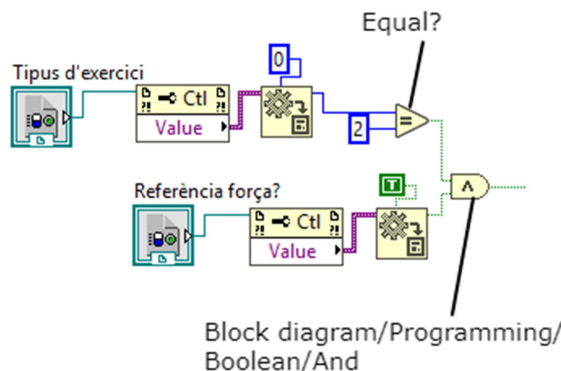 Equal?
0
Tipus d'exercici
Ctl
Value
2
=
T
Referència força?
Ctl
Value
∧
Block diagram/Programming/
Boolean/And